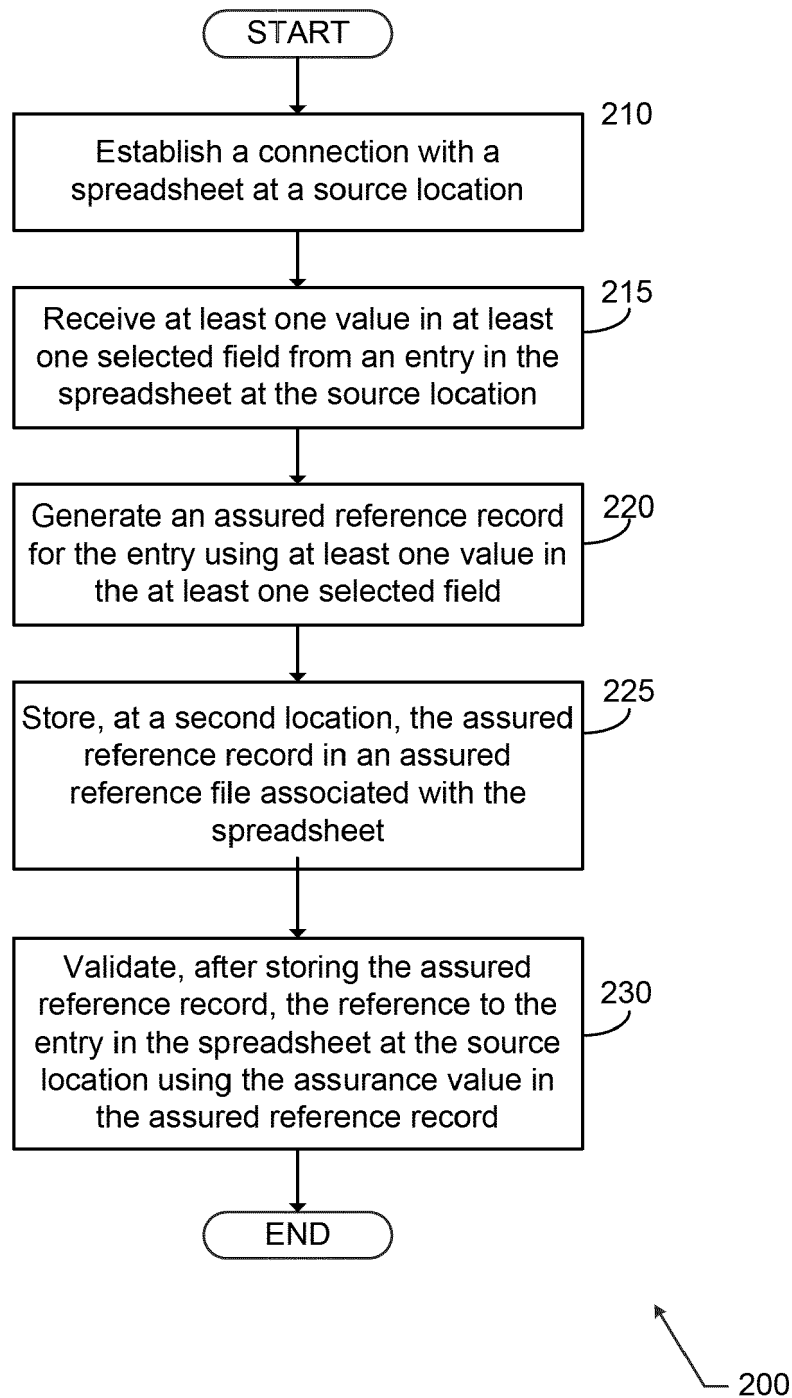 START
210
Establish a connection with a
spreadsheet at a source location
215
Receive at least one value in at least
one selected field from an entry in the
spreadsheet at the source location
220
Generate an assured reference record
for the entry using at least one value in
the at least one selected field
225
Store, at a second location, the assured
reference record in an assured
reference file associated with the
spreadsheet
230
Validate, after storing the assured
reference record, the reference to the
entry in the spreadsheet at the source
location using the assurance value in
the assured reference record
END
200